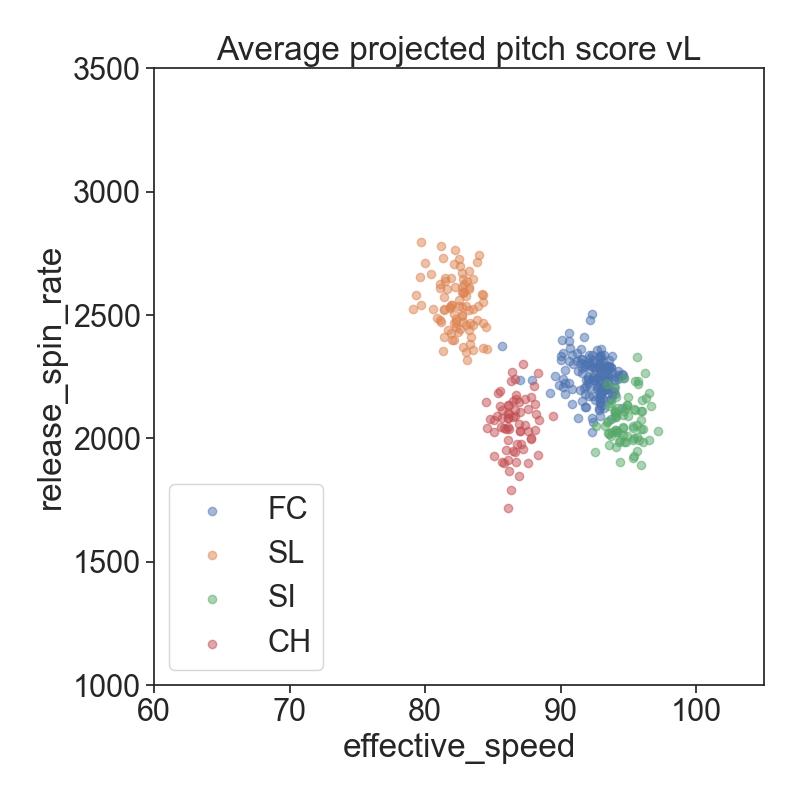 Average projected pitch score vL
release_spin_rate
3500
3000
2500
2000
1500
1000
FC
SL
SI
CH
60 70 80 90 100
effective_speed